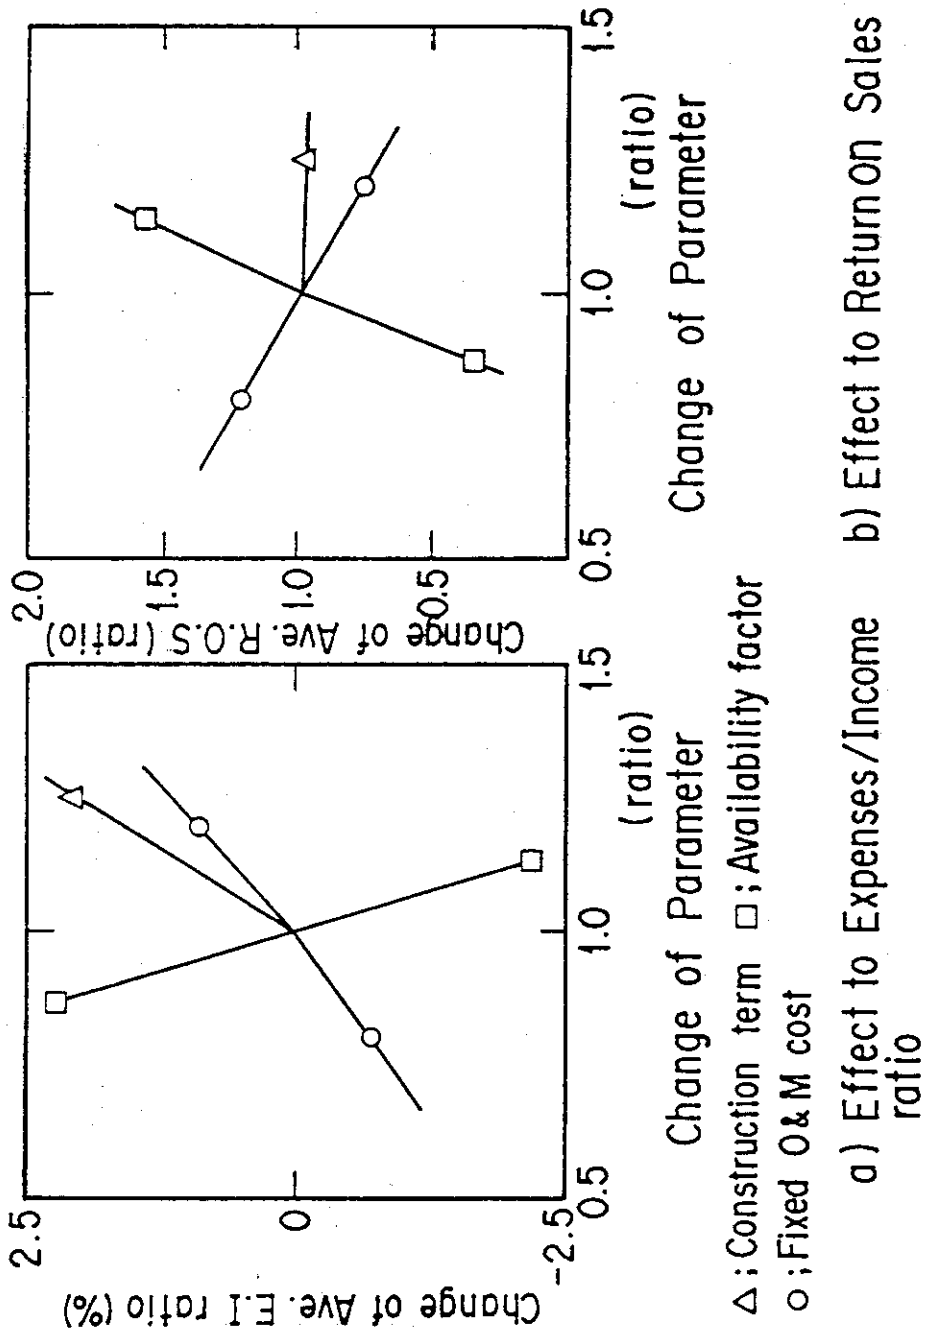 Change of Ave. E.I ratio (%)
2.5
0
-2.5
0.5
1.0
1.5
(ratio)
Change of Parameter
Change of Ave. R.O.S (ratio)
2.0
1.5
1.0
0.5
0.5
1.0
1.5
(ratio)
Change of Parameter
△ ; Construction term □ ; Availability factor
○ ; Fixed O&M cost
a) Effect to Expenses/Income
ratio
b) Effect to Return on Sales